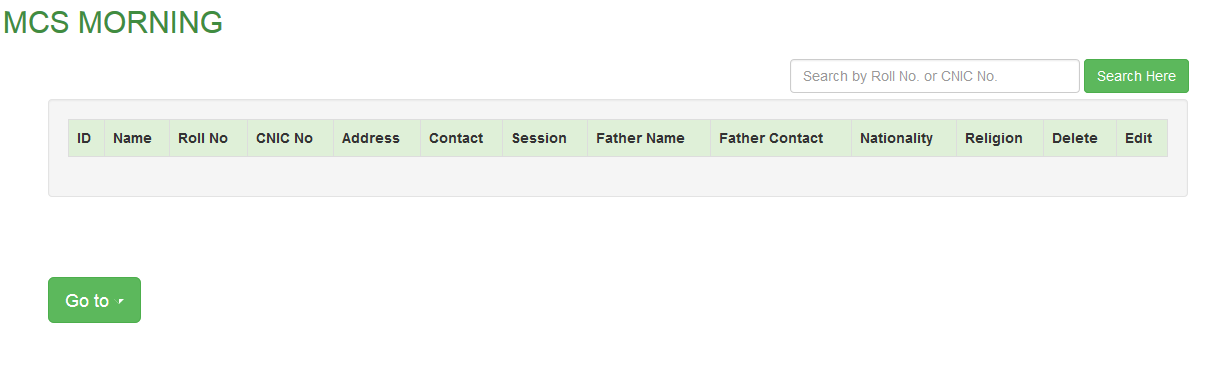 MCS MORNING
Search by Roll No. or CNIC No. Search Here
ID Name Roll No CNIC No Address Contact Session Father Name Father Contact Nationality Religion Delete Edit
Go to